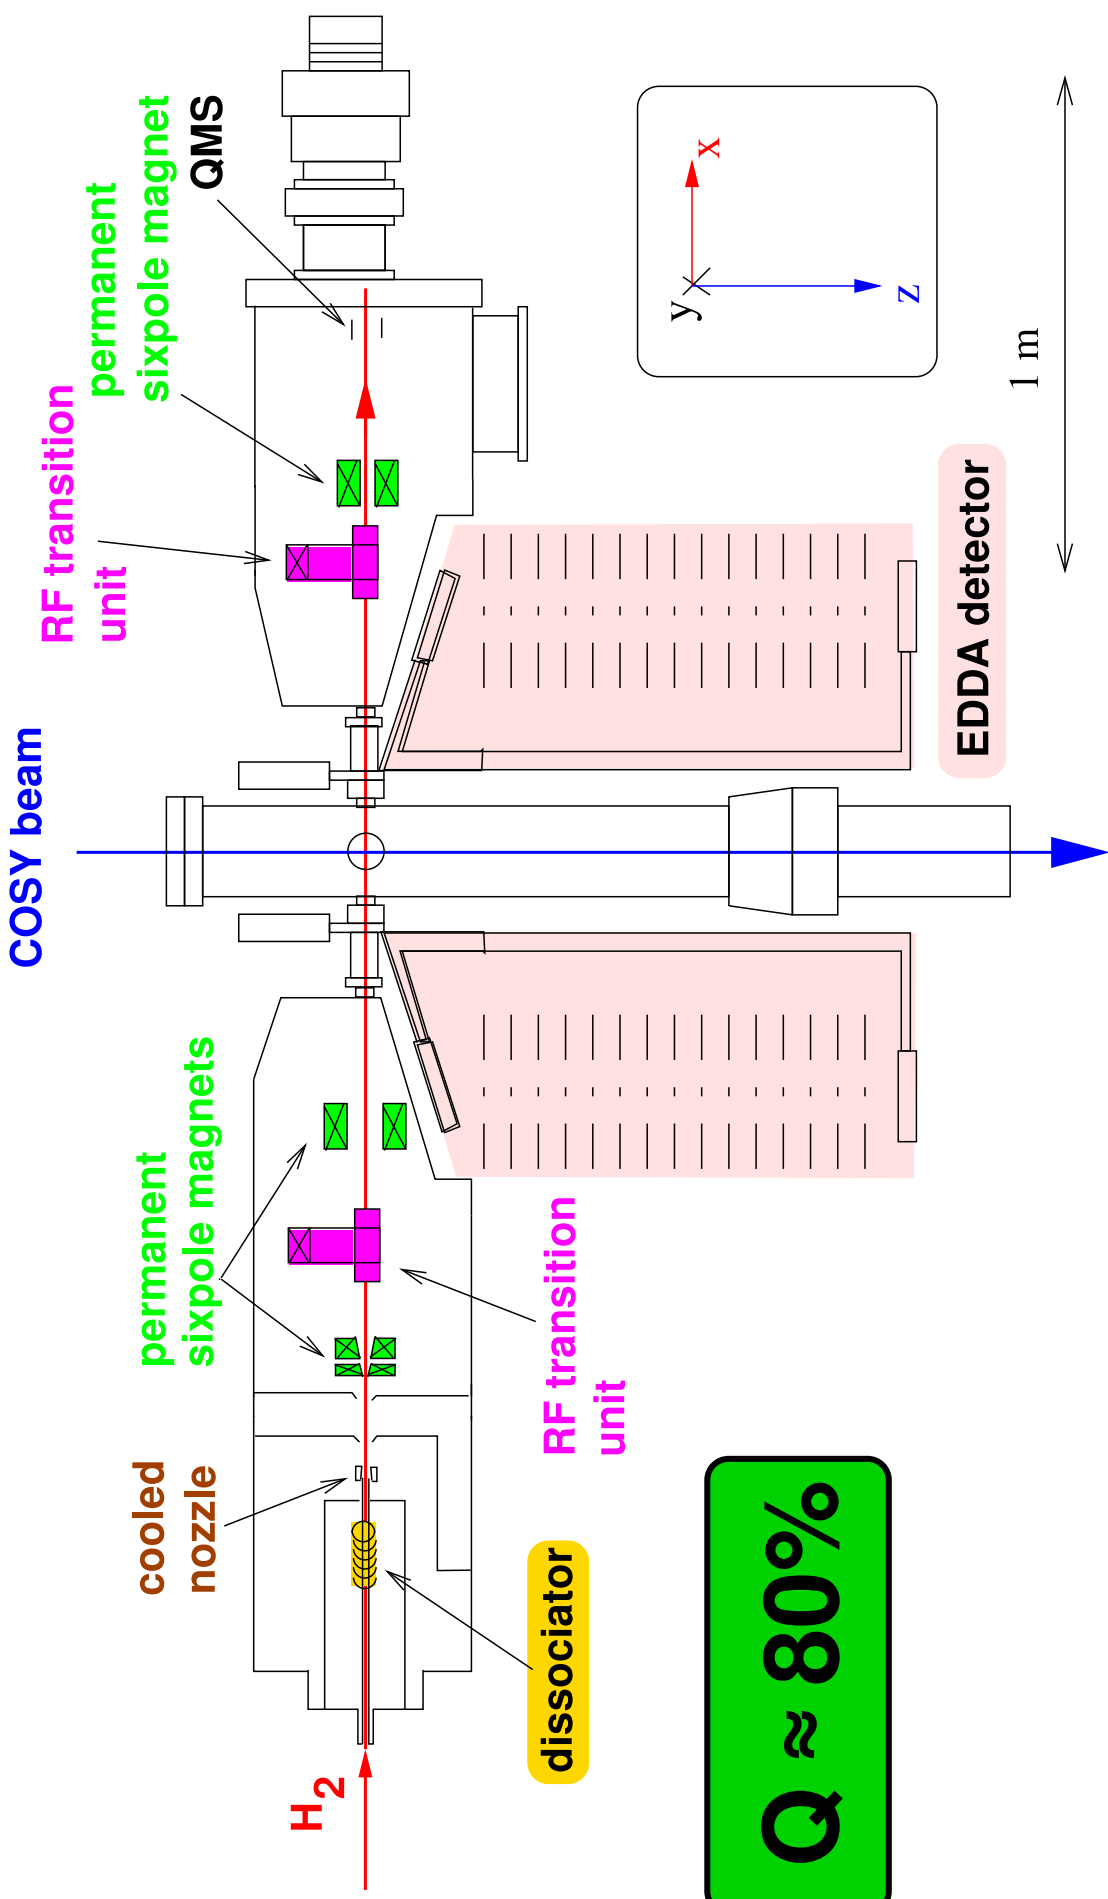 COSY beam
RF transition
unit
permanent
sixpole magnet
QMS
permanent
sixpole magnets
cooled
nozzle
H2
RF transition
unit
dissociator
EDDA detector
x
y
z
1 m
Q ≈ 80%